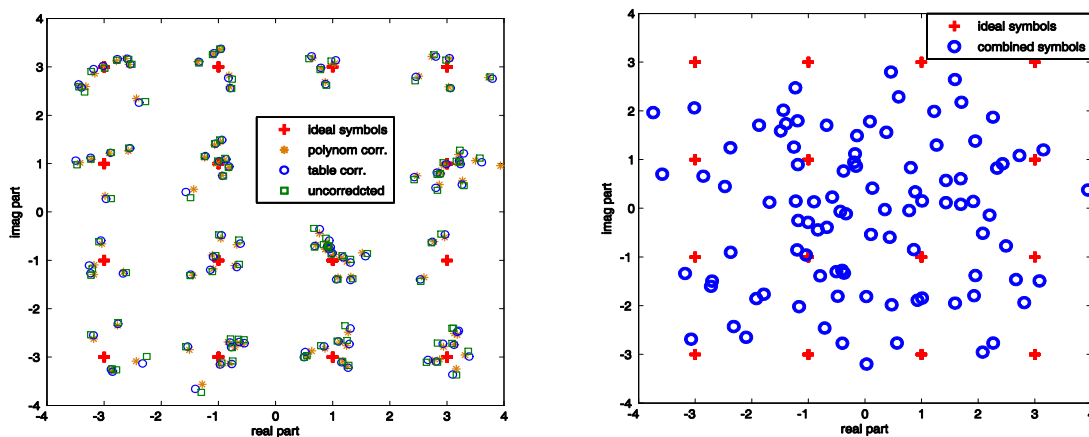 4
3
2
1
0
-1
-2
-3
-4
imag part
-4 -3 -2 -1 0 1 2 3 4
real part
ideal symbols
polynom corr.
table corr.
uncorredcted
4
3
2
1
0
-1
-2
-3
-4
imag part
-4 -3 -2 -1 0 1 2 3 4
real part
ideal symbols
combined symbols